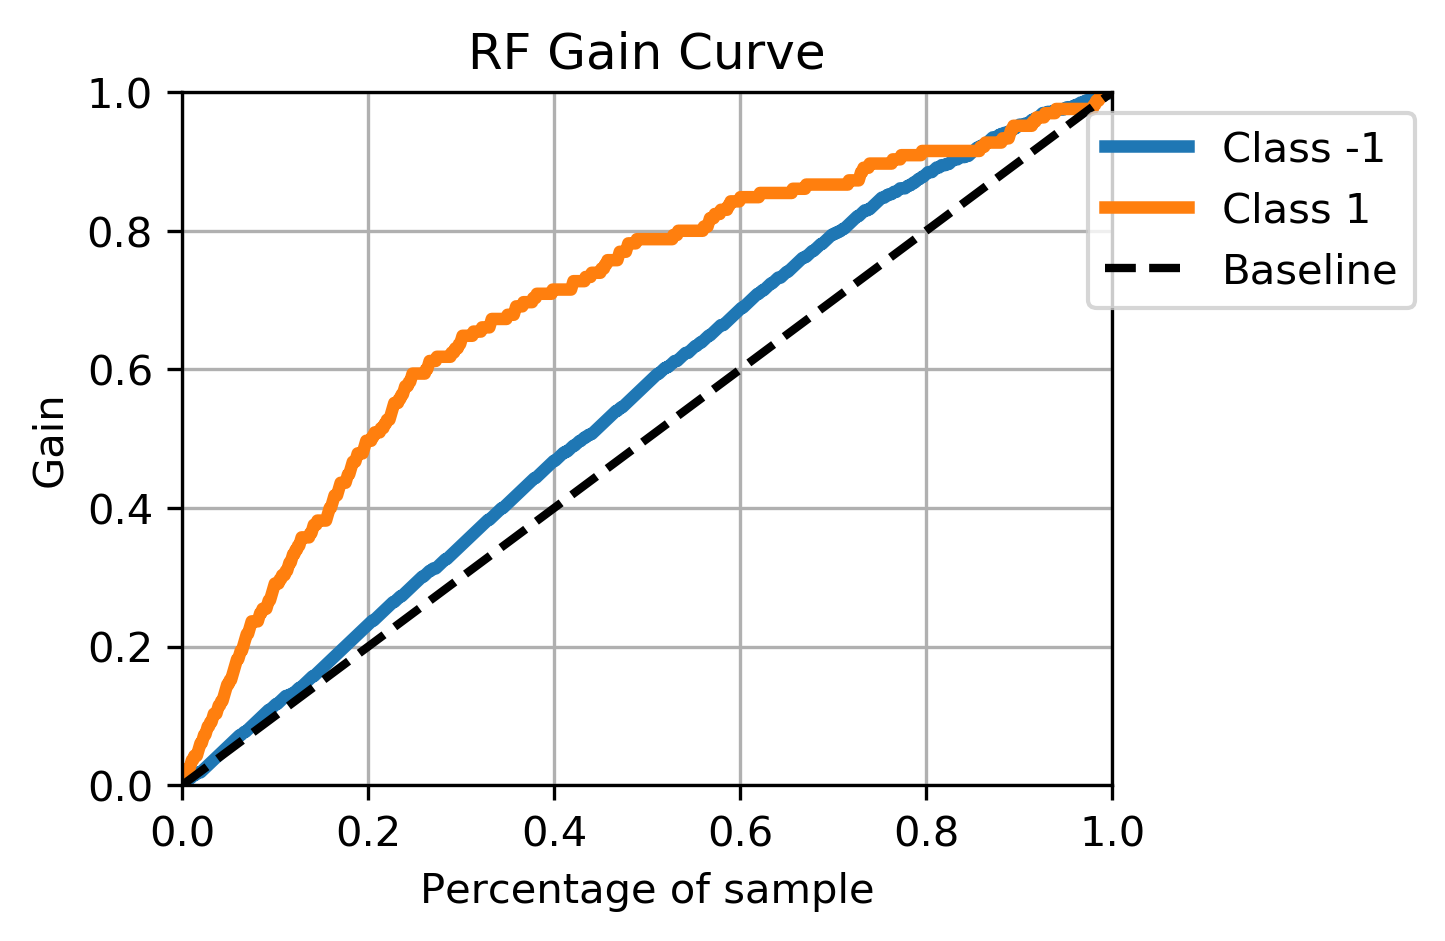 RF Gain Curve
1.0
0.8
0.6
0.4
0.2
0.0
Gain
0.0 0.2 0.4 0.6 0.8 1.0
Percentage of sample
Class -1
Class 1
Baseline